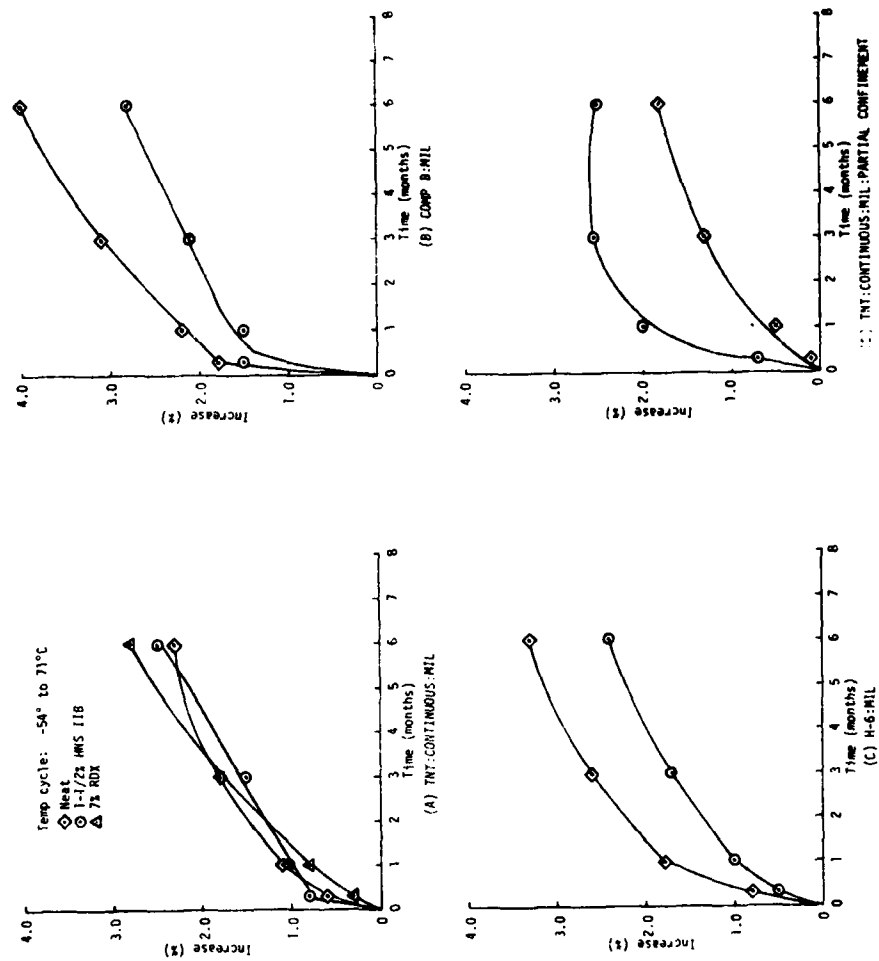 Temp cycle: -54° to 71°C
Neat
1-1/2% HNS IIB
7% RDX
Increase (%)
4.0
3.0
2.0
1.0
0
0 1 2 3 4 5 6 7 8
Time (months)
(A) TNT:CONTINUOUS:MIL
Increase (%)
4.0
3.0
2.0
1.0
0
0 1 2 3 4 5 6 7 8
Time (months)
(B) COMP B:MIL
Increase (%)
4.0
3.0
2.0
1.0
0
0 1 2 3 4 5 6 7 8
Time (months)
(C) H-6:MIL
Increase (%)
4.0
3.0
2.0
1.0
0
0 1 2 3 4 5 6 7 8
Time (months)
TNT:CONTINUOUS:MIL:PARTIAL CONFINEMENT